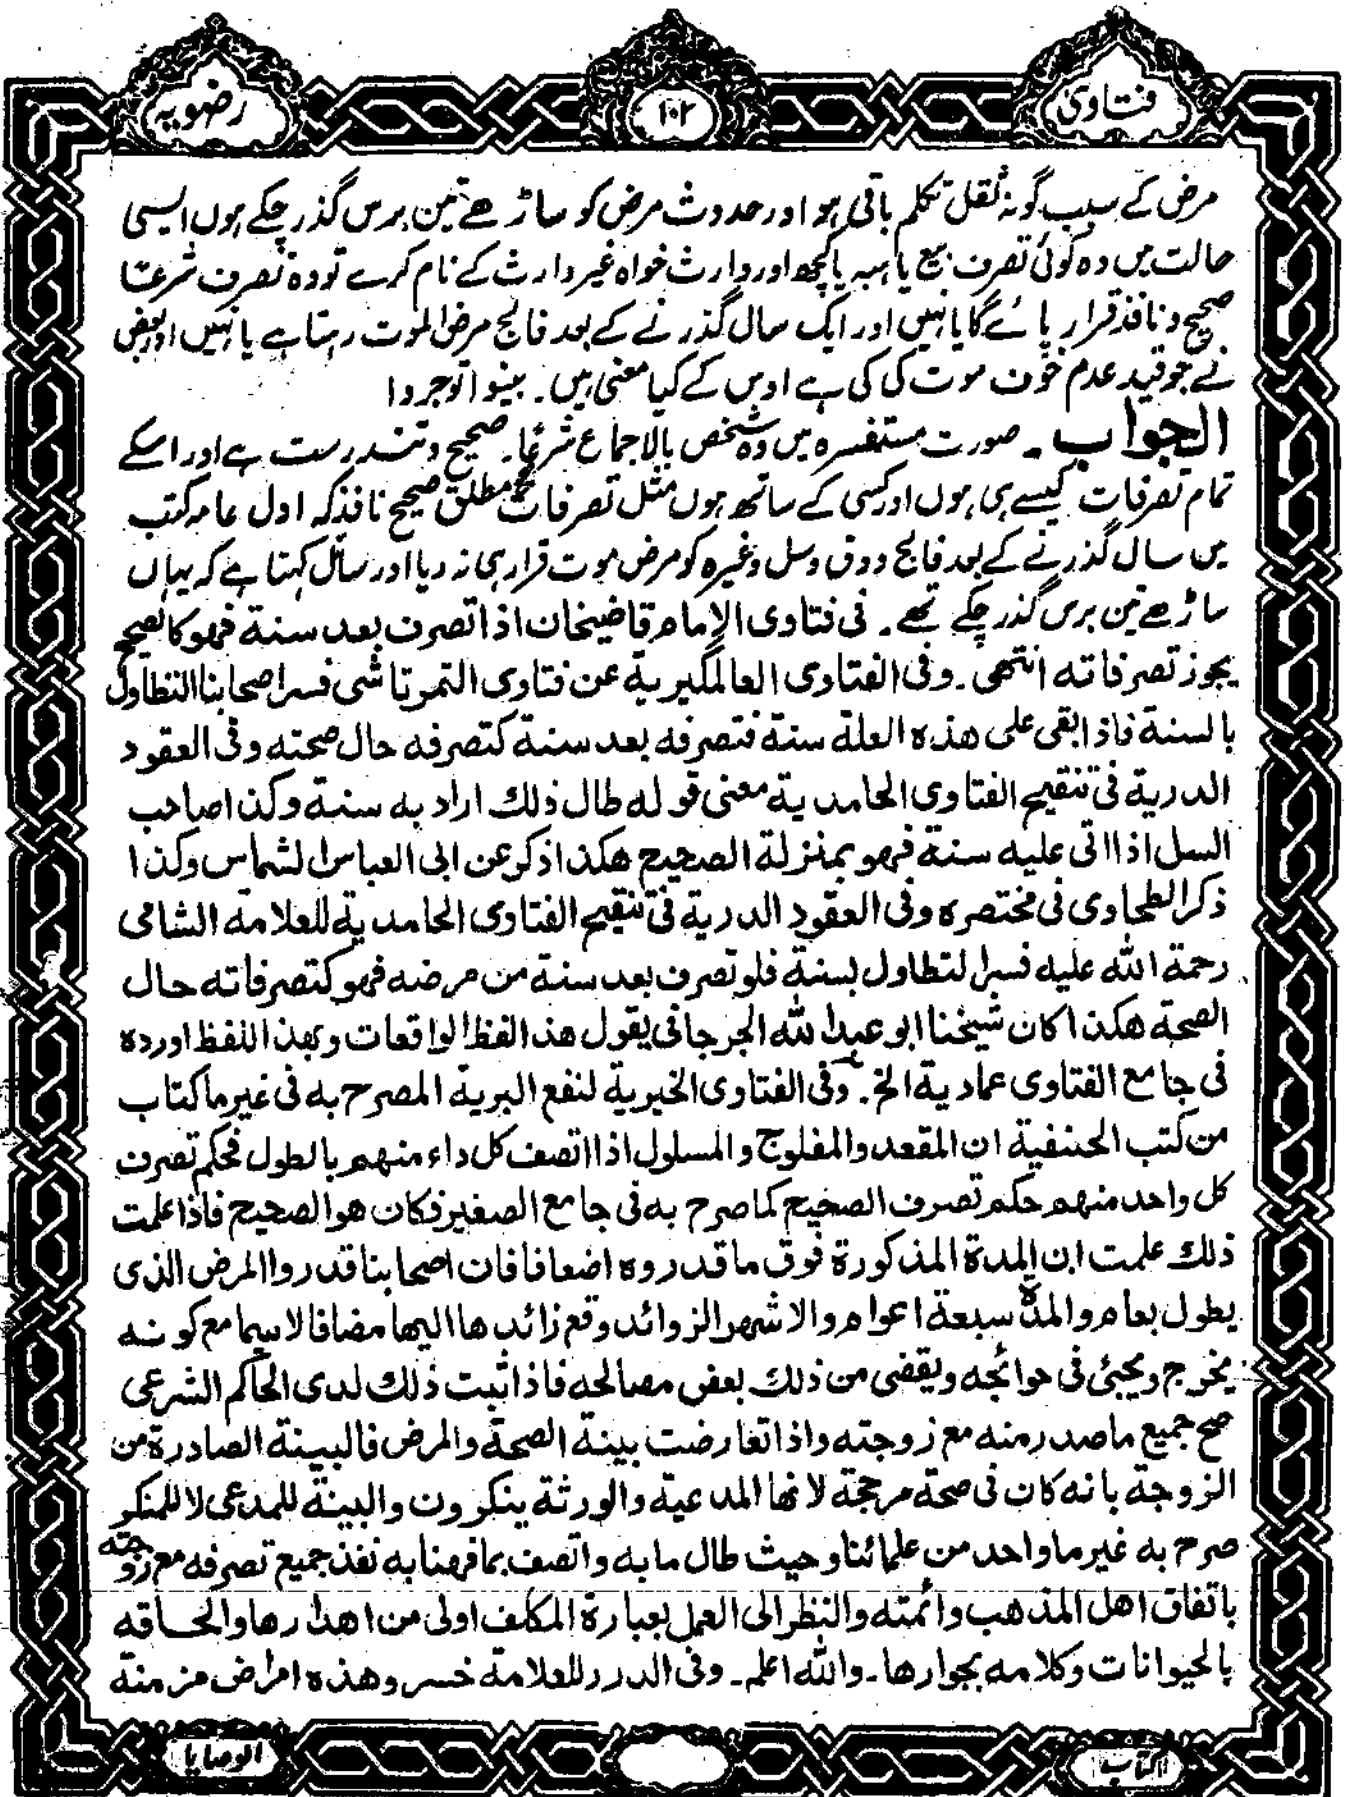 فتاوی
۱۰۲
رضویہ
مرض کے سبب گونہ ثقل تکلم باقی ہو اور حدوث مرض کو ساڑھے تین برس گذر چکے ہوں ایسی
حالت میں وہ کوئی تصرف بیع یا ہبہ یا کچھ اور وارث خواہ غیر وارث کے نام کرے تو وہ تصرف شرعًا
صحیح و نافذ قرار پائے گا یا نہیں اور ایک سال گذرنے کے بعد فالج مرض الموت رہتا ہے یا نہیں اور بعض
نے جو قید عدم خوف موت کی کی ہے اوس کے کیا معنی ہیں۔ بینوا توجروا
الجواب۔ صورت مستفسرہ میں وہ شخص بالاجماع شرعًا۔ صحیح و تندرست ہے اور اسکے
تمام تصرفات کیسے ہی ہوں اور کسی کے ساتھ ہوں مثل تصرفات صحیح مطلق صحیح نافذ کہ اول عامہ کتب
میں سال گذرنے کے بعد فالج و دق و سل وغیرہ کو مرض موت قرار ہی نہ دیا اور سائل کہتا ہے کہ یہاں
ساڑھے تین برس گذر چکے تھے۔ فی فتاوی الامام قاضیخان اذا تصرف بعد سنة فهو کالصحیح
یجوز تصرفاته انتهی۔ وفی الفتاوی العالمگیریة عن فتاوی التمرتاشی فسر اصحابنا التطاول
بالسنة فاذا بقی علی هذه العلة سنة فتصرفه بعد سنة کتصرفه حال صحته وفی العقود
الدریة فی تنقیح الفتاوی الحامدیة معنی قوله طال ذلك اراد به سنة وکذا صاحب
السل اذا اتی علیه سنة فهو بمنزلة الصحیح هکذا ذکر عن ابی العباس الشماس وکذا
ذکر الطحاوی فی مختصره وفی العقود الدریة فی تنقیح الفتاوی الحامدیة للعلامة الشامی
رحمة الله علیه فسر التطاول بسنة فلو تصرف بعد سنة من مرضه فهو کتصرفاته حال
الصحة هکذا کان شیخنا ابو عبد الله الجرجانی یقول هذا لفظ الواقعات وبهذا اللفظ اورده
فی جامع الفتاوی عمادیة الخ۔ وفی الفتاوی الخیریة لنفع البریة المصرح به فی غیر ما کتاب
من کتب الحنفیة ان المقعد والمفلوج والمسلول اذا اتصف کل داء منهم بالطول فحکم تصرف
کل واحد منهم حکم تصرف الصحیح کما صرح به فی جامع الصغیر فکان هو الصحیح فاذا علمت
ذلك علمت ان المدة المذکورة فوق ما قدروه اضعافا فان اصحابنا قدروا المرض الذی
یطول بعام والمدة سبعة اعوام والاشهر الزوائد وقع زائدها الیها مضافا لا سیما مع کونه
یخرج ویجیئ فی حوائجه ویقضی من ذلك بعض مصالحه فاذا ثبت ذلك لدی الحاکم الشرعی
صح جمیع ما صدر منه مع زوجته واذا تعارضت بینة الصحة والمرض فالبینة الصادرة من
الزوجة بانه کان فی صحة مرجحة لانها المدعیة والورثة ینکرون والبینة للمدعی لا للمنکر
صرح به غیر ما واحد من علمائنا وحیث طال ما به واتصف بما فهنا به نفذ جمیع تصرفه مع زوجته
باتفاق اهل المذهب وائمته والنظر الی العمل بعبارة المکلف اولی من اهدارها والحاقه
بالحیوانات وکلامه بجوارها۔ والله اعلم۔ وفی الدرر للعلامة خسرو هذه امراض مزمنة
الکتاب
الوصایا